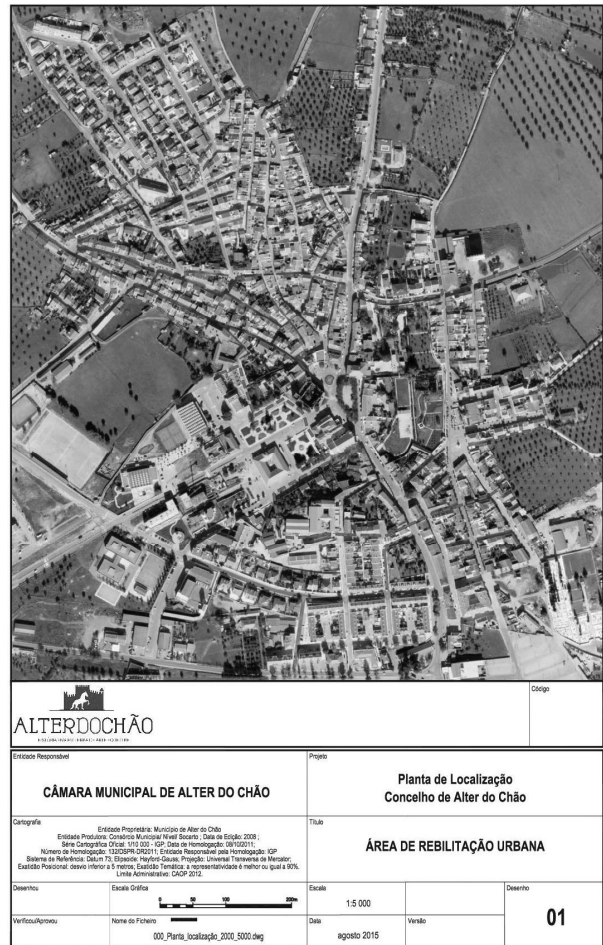 Código
ALTERDOCHÃO
Entidade Responsável
CÂMARA MUNICIPAL DE ALTER DO CHÃO
Projeto
Planta de Localização
Concelho de Alter do Chão
Cartografia
Entidade Proprietária: Município de Alter do Chão
Entidade Produtora: Consórcio Municipia/ Nível/ Socarto ; Data de Edição: 2008 ;
Série Cartográfica Oficial: 1/10 000 - IGP; Data de Homologação: 08/10/2011;
Número de Homologação: 132/DSPR-DR/2011; Entidade Responsável pela Homologação: IGP
Sistema de Referência: Datum 73; Elipsoide: Hayford-Gauss; Projeção: Universal Transversa de Mercator;
Exatidão Posicional: desvio inferior a 5 metros; Exatidão Temática: a representatividade é melhor ou igual a 90%.
Limite Administrativo: CAOP 2012.
Título
ÁREA DE REBILITAÇÃO URBANA
Desenhou
Escala Gráfica
0 50 100 200m
Escala
1:5 000
Desenho
01
Verificou/Aprovou
Nome do Ficheiro
000_Planta_localização_2000_5000.dwg
Data
agosto 2015
Versão